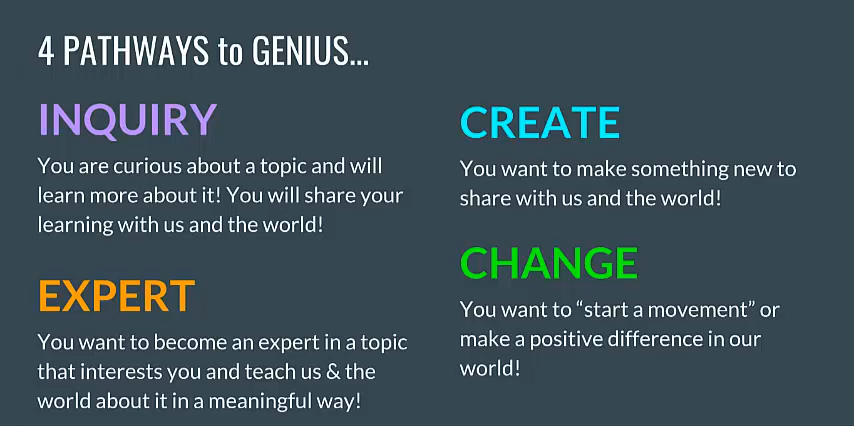 4 PATHWAYS to GENIUS...
INQUIRY
You are curious about a topic and will
learn more about it! You will share your
learning with us and the world!
EXPERT
You want to become an expert in a topic
that interests you and teach us & the
world about it in a meaningful way!
CREATE
You want to make something new to
share with us and the world!
CHANGE
You want to “start a movement” or
make a positive difference in our
world!